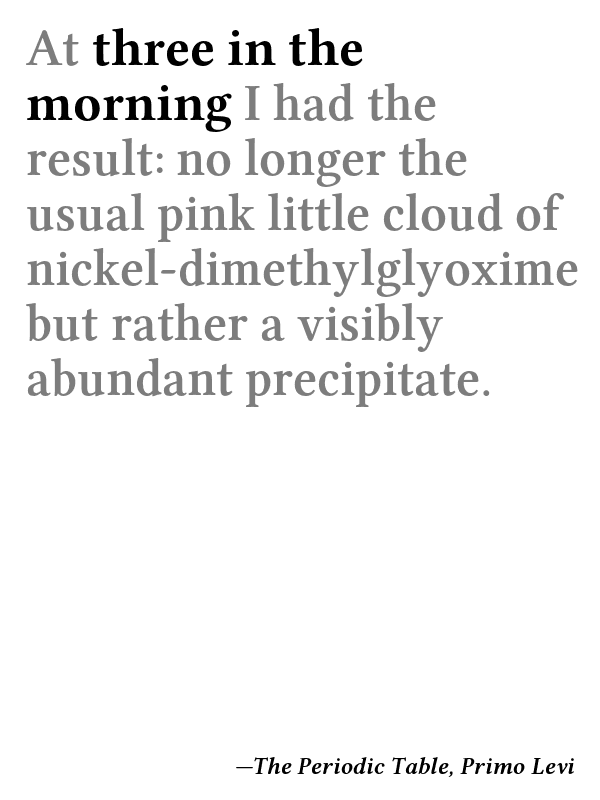 At three in the
morning I had the
result: no longer the
usual pink little cloud of
nickel-dimethylglyoxime
but rather a visibly
abundant precipitate.
—The Periodic Table, Primo Levi